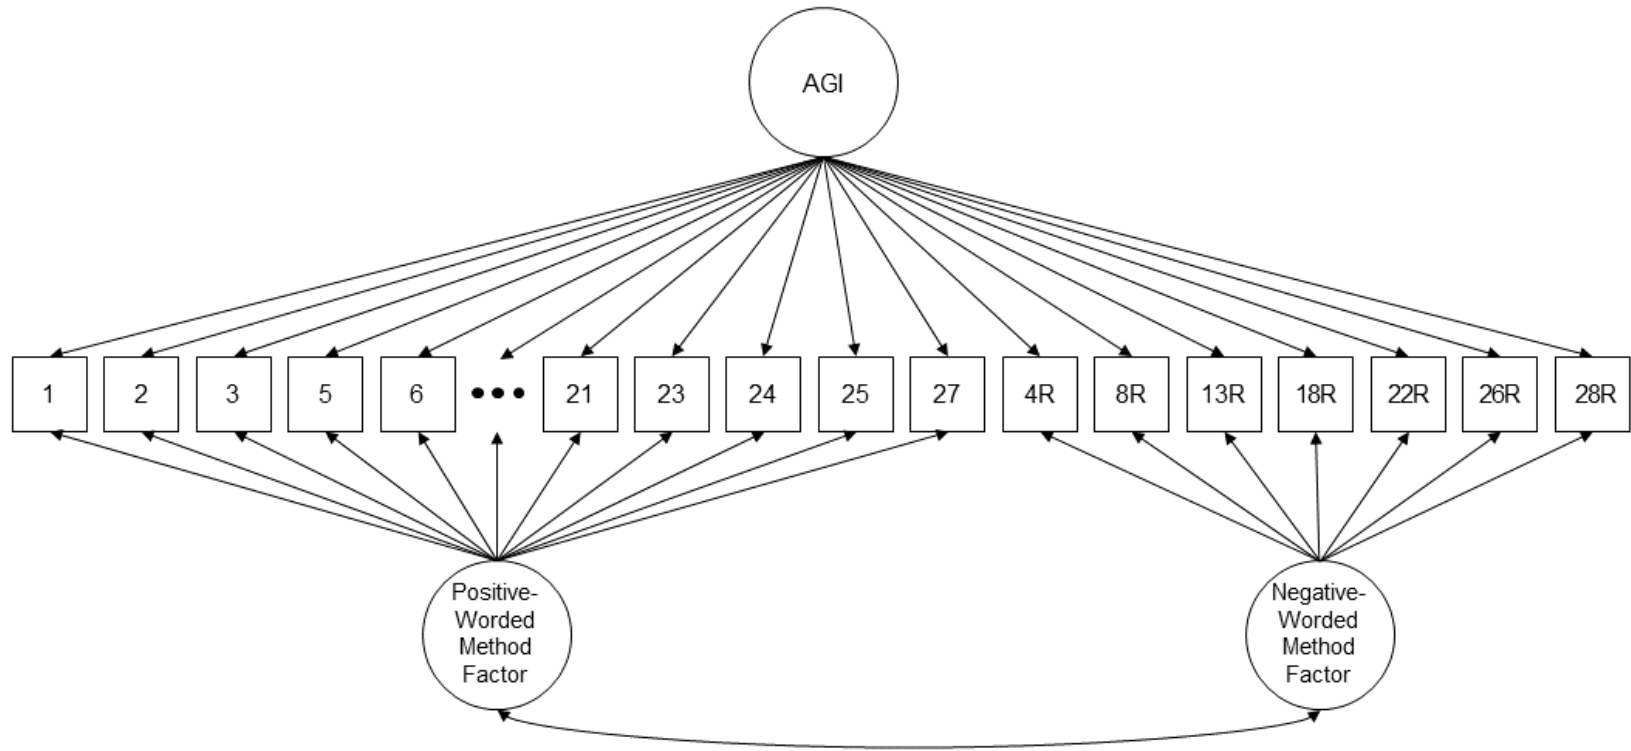 AGI
1 2 3 5 6 ••• 21 23 24 25 27 4R 8R 13R 18R 22R 26R 28R
Positive-
Worded
Method
Factor
Negative-
Worded
Method
Factor